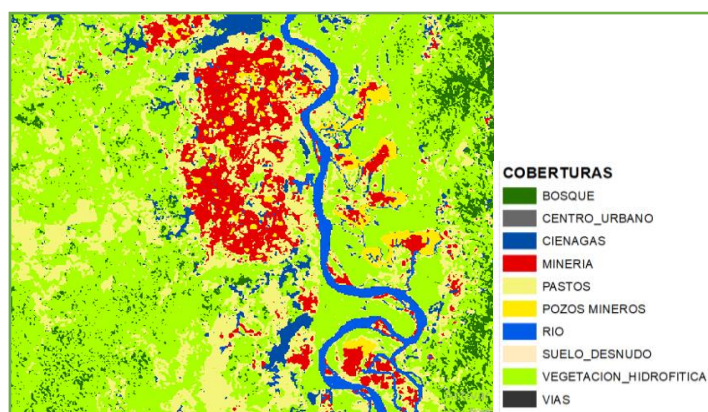 COBERTURAS
BOSQUE
CENTRO_URBANO
CIENAGAS
MINERIA
PASTOS
POZOS MINEROS
RIO
SUELO_DESNUDO
VEGETACION_HIDROFITICA
VIAS